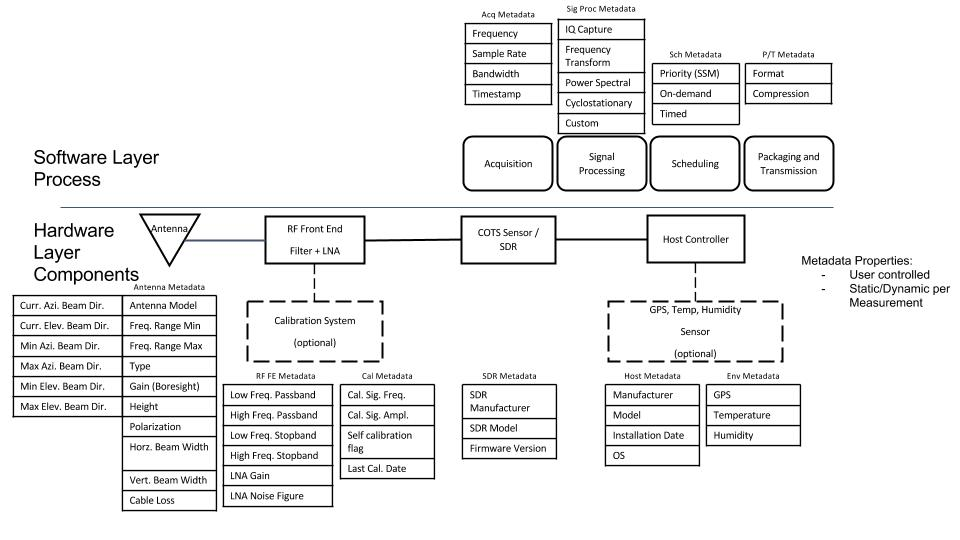 Acq Metadata
Frequency
Sample Rate
Bandwidth
Timestamp
Sig Proc Metadata
IQ Capture
Frequency
Transform
Power Spectral
Cyclostationary
Custom
Sch Metadata
Priority (SSM)
On-demand
Timed
P/T Metadata
Format
Compression
Software Layer
Process
Acquisition
Signal
Processing
Scheduling
Packaging and
Transmission
Hardware
Layer
Components
Antenna
RF Front End
Filter + LNA
COTS Sensor /
SDR
Host Controller
Metadata Properties:
- User controlled
- Static/Dynamic per
Measurement
Calibration System
(optional)
GPS, Temp, Humidity
Sensor
(optional)
Antenna Metadata
Curr. Azi. Beam Dir.
Curr. Elev. Beam Dir.
Min Azi. Beam Dir.
Max Azi. Beam Dir.
Min Elev. Beam Dir.
Max Elev. Beam Dir.
Antenna Model
Freq. Range Min
Freq. Range Max
Type
Gain (Boresight)
Height
Polarization
Horz. Beam Width
Vert. Beam Width
Cable Loss
RF FE Metadata
Low Freq. Passband
High Freq. Passband
Low Freq. Stopband
High Freq. Stopband
LNA Gain
LNA Noise Figure
Cal Metadata
Cal. Sig. Freq.
Cal. Sig. Ampl.
Self calibration
flag
Last Cal. Date
SDR Metadata
SDR
Manufacturer
SDR Model
Firmware Version
Host Metadata
Manufacturer
Model
Installation Date
OS
Env Metadata
GPS
Temperature
Humidity